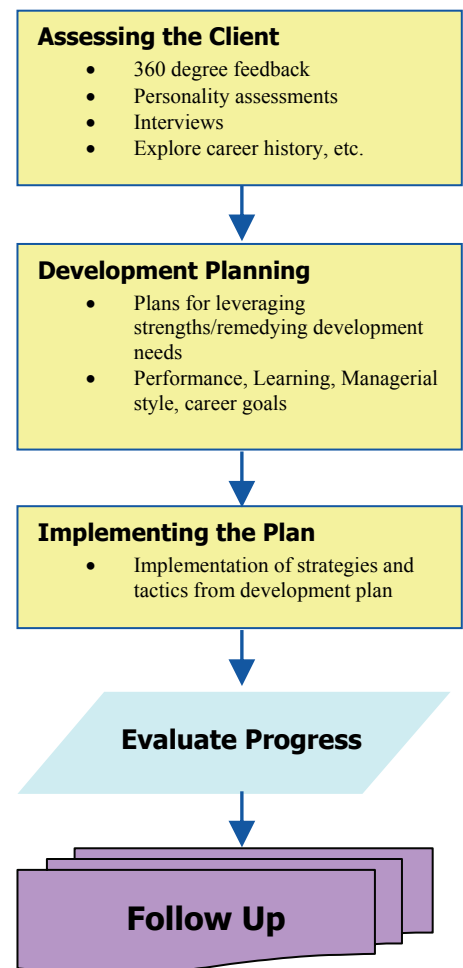 Assessing the Client
• 360 degree feedback
• Personality assessments
• Interviews
• Explore career history, etc.
Development Planning
• Plans for leveraging
strengths/remedying development
needs
• Performance, Learning, Managerial
style, career goals
Implementing the Plan
• Implementation of strategies and
tactics from development plan
Evaluate Progress
Follow Up